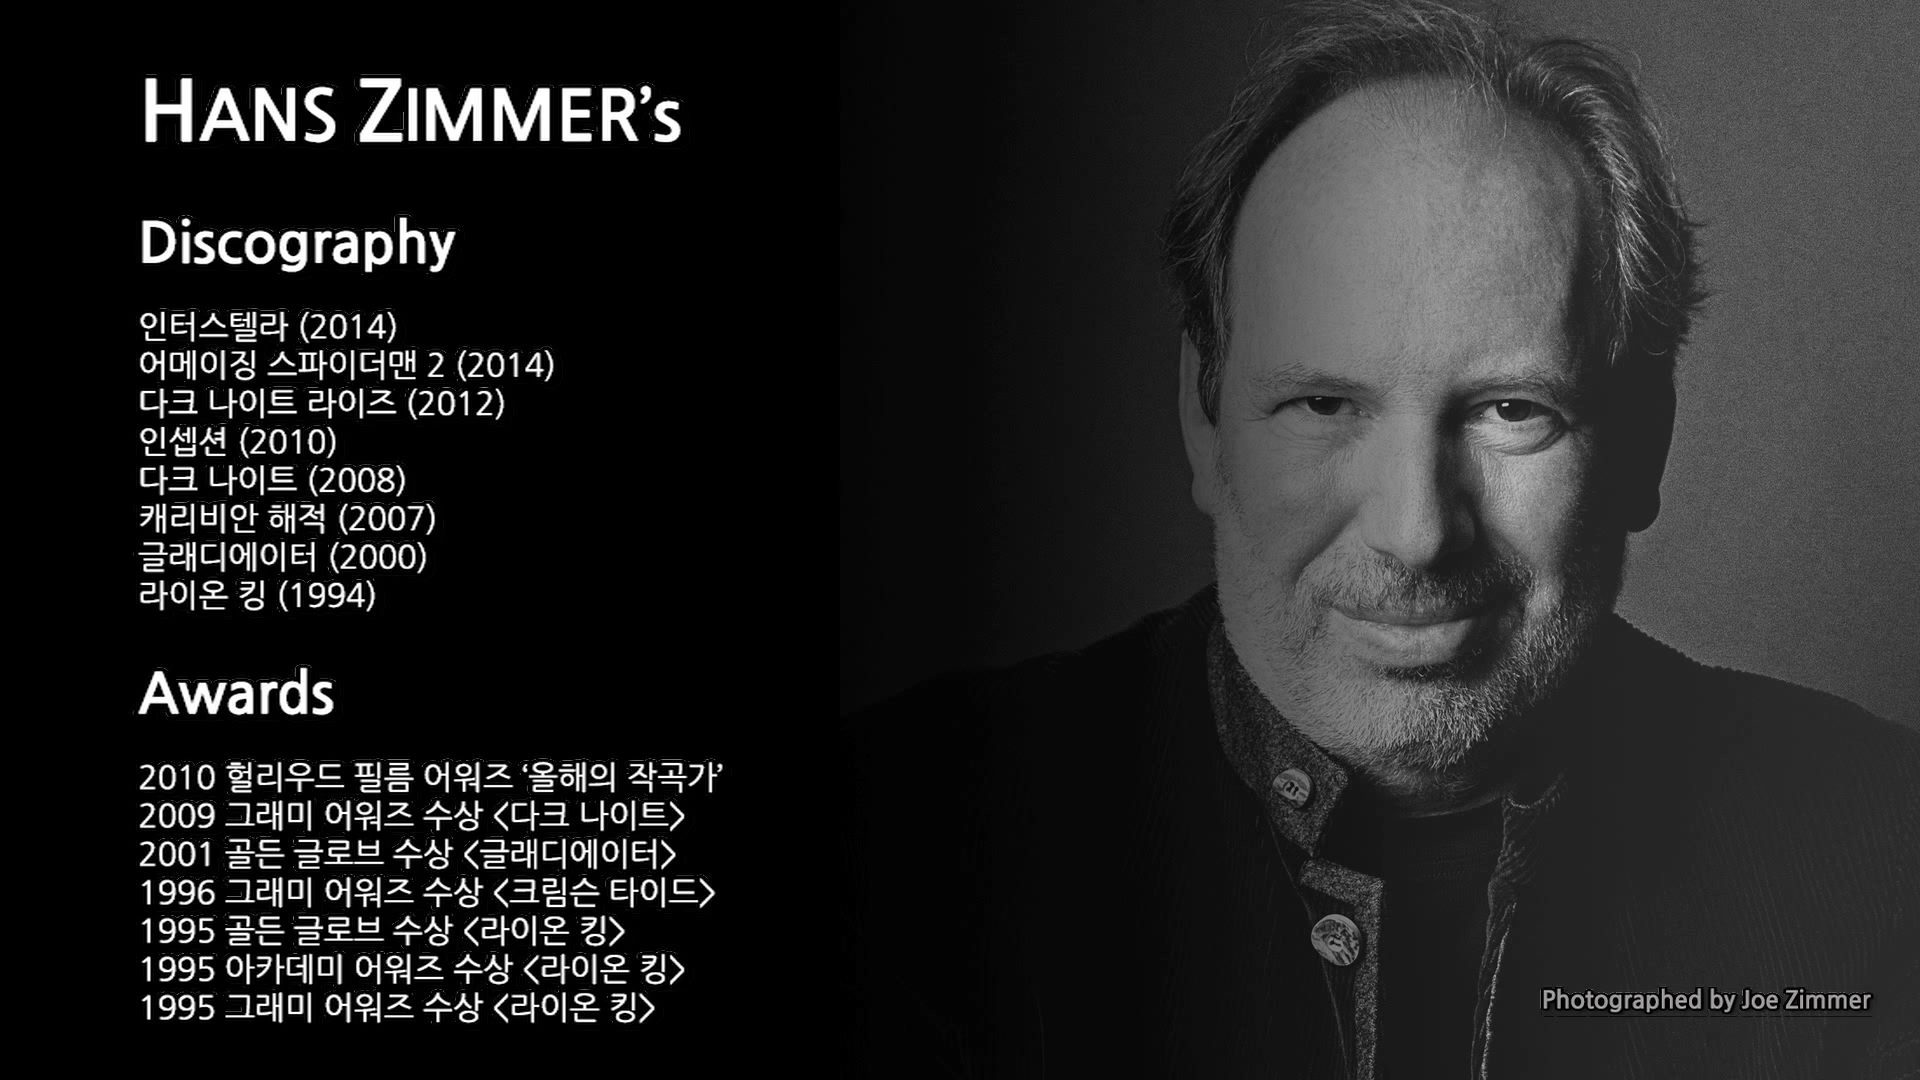 HANS ZIMMER's
Discography
인터스텔라 (2014)
어메이징 스파이더맨 2 (2014)
다크 나이트 라이즈 (2012)
인셉션 (2010)
다크 나이트 (2008)
캐리비안 해적 (2007)
글래디에이터 (2000)
라이온 킹 (1994)
Awards
2010 헐리우드 필름 어워즈 ‘올해의 작곡가’
2009 그래미 어워즈 수상 <다크 나이트>
2001 골든 글로브 수상 <글래디에이터>
1996 그래미 어워즈 수상 <크림슨 타이드>
1995 골든 글로브 수상 <라이온 킹>
1995 아카데미 어워즈 수상 <라이온 킹>
1995 그래미 어워즈 수상 <라이온 킹>
Photographed by Joe Zimmer